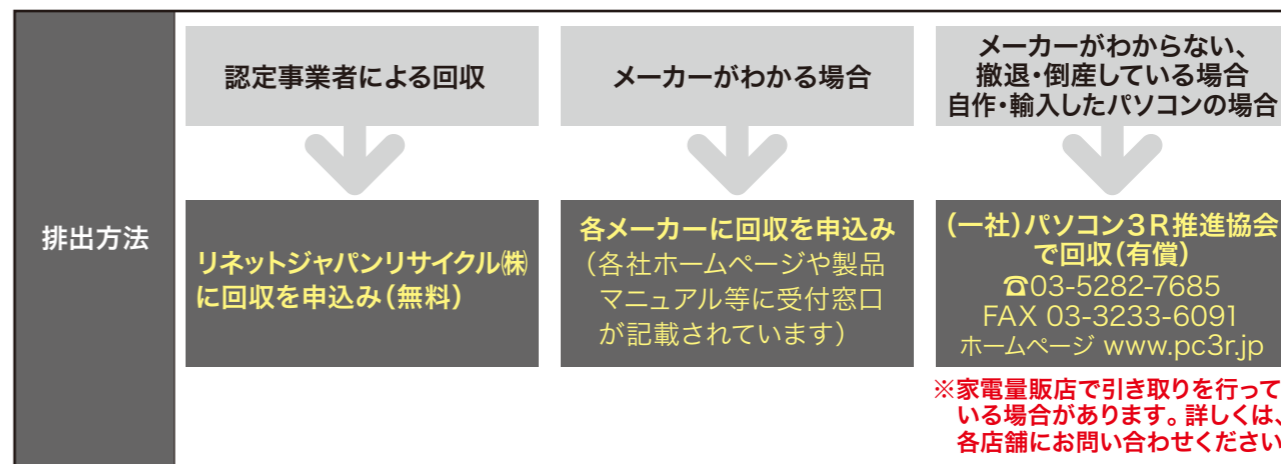 排出方法
認定事業者による回収
リネットジャパンリサイクル㈱
に回収を申込み（無料）
メーカーがわかる場合
各メーカーに回収を申込み
（各社ホームページや製品
マニュアル等に受付窓口
が記載されています）
メーカーがわからない、
撤退・倒産している場合
自作・輸入したパソコンの場合
（一社）パソコン３Ｒ推進協会
で回収（有償）
☎03-5282-7685
FAX 03-3233-6091
ホームページ www.pc3r.jp
※家電量販店で引き取りを行って
いる場合があります。詳しくは、
各店舗にお問い合わせください